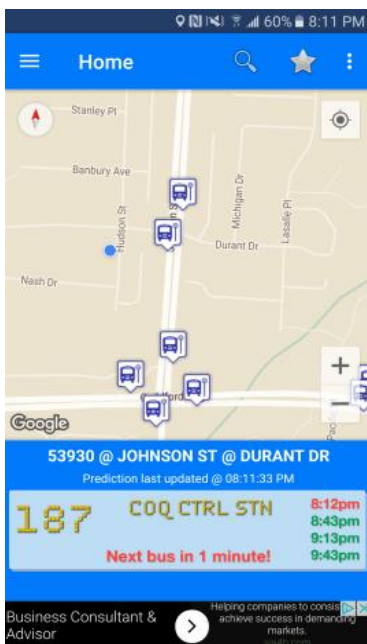 60% 8:11 PM
Home
Stanley Pl
Banbury Ave
Hudson St
Michigan Dr
Lasalle Pl
Durant Dr
Nash Dr
+
Google
−
53930 @ JOHNSON ST @ DURANT DR
Prediction last updated @ 08:11:33 PM
187 COQ CTRL STN
8:12pm
8:43pm
9:13pm
Next bus in 1 minute! 9:43pm
Business Consultant &
Advisor
Helping companies to consis
achieve success in demanding
markets.